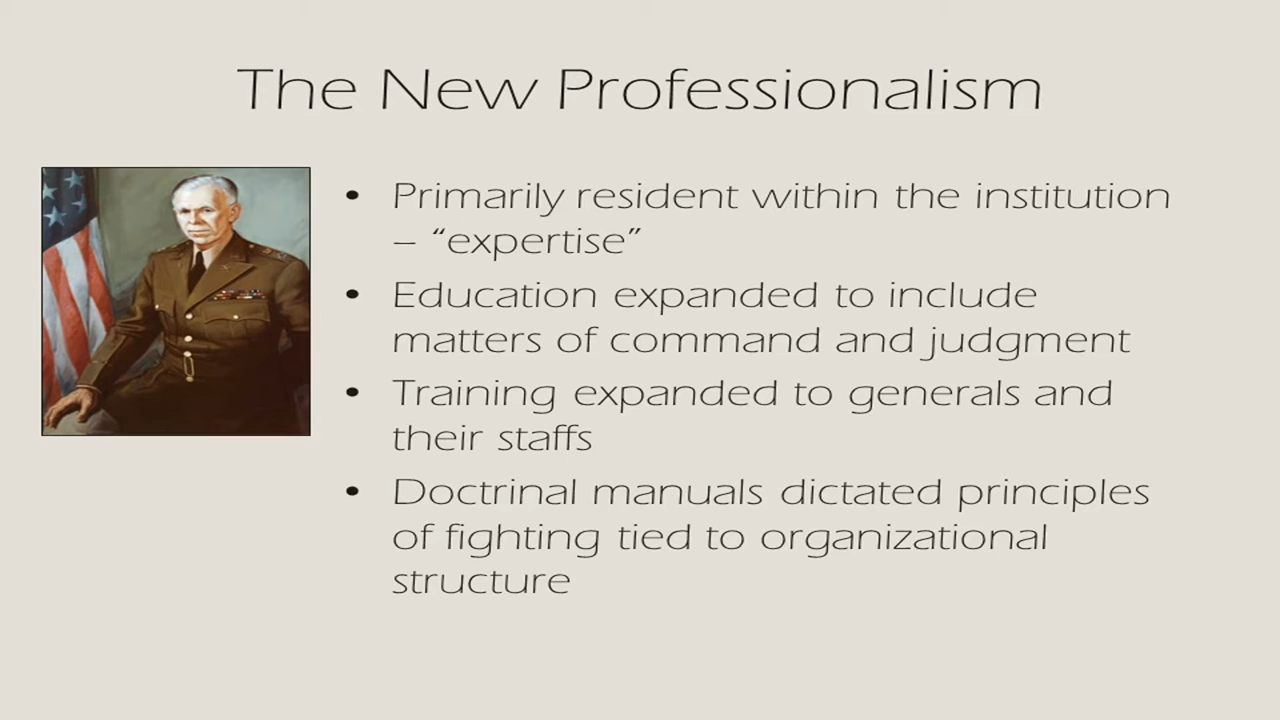 The New Professionalism
• Primarily resident within the institution
– “expertise”
• Education expanded to include
matters of command and judgment
• Training expanded to generals and
their staffs
• Doctrinal manuals dictated principles
of fighting tied to organizational
structure